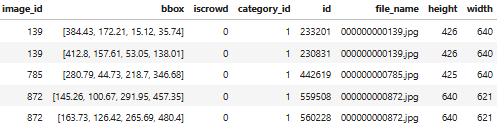 image_id bbox iscrowd category_id id file_name height width
139 [384.43, 172.21, 15.12, 35.74] 0 1 233201 000000000139.jpg 426 640
139 [412.8, 157.61, 53.05, 138.01] 0 1 230831 000000000139.jpg 426 640
785 [280.79, 44.73, 218.7, 346.68] 0 1 442619 000000000785.jpg 425 640
872 [145.26, 100.67, 291.95, 457.35] 0 1 559508 000000000872.jpg 640 621
872 [163.73, 126.42, 265.69, 480.4] 0 1 560228 000000000872.jpg 640 621